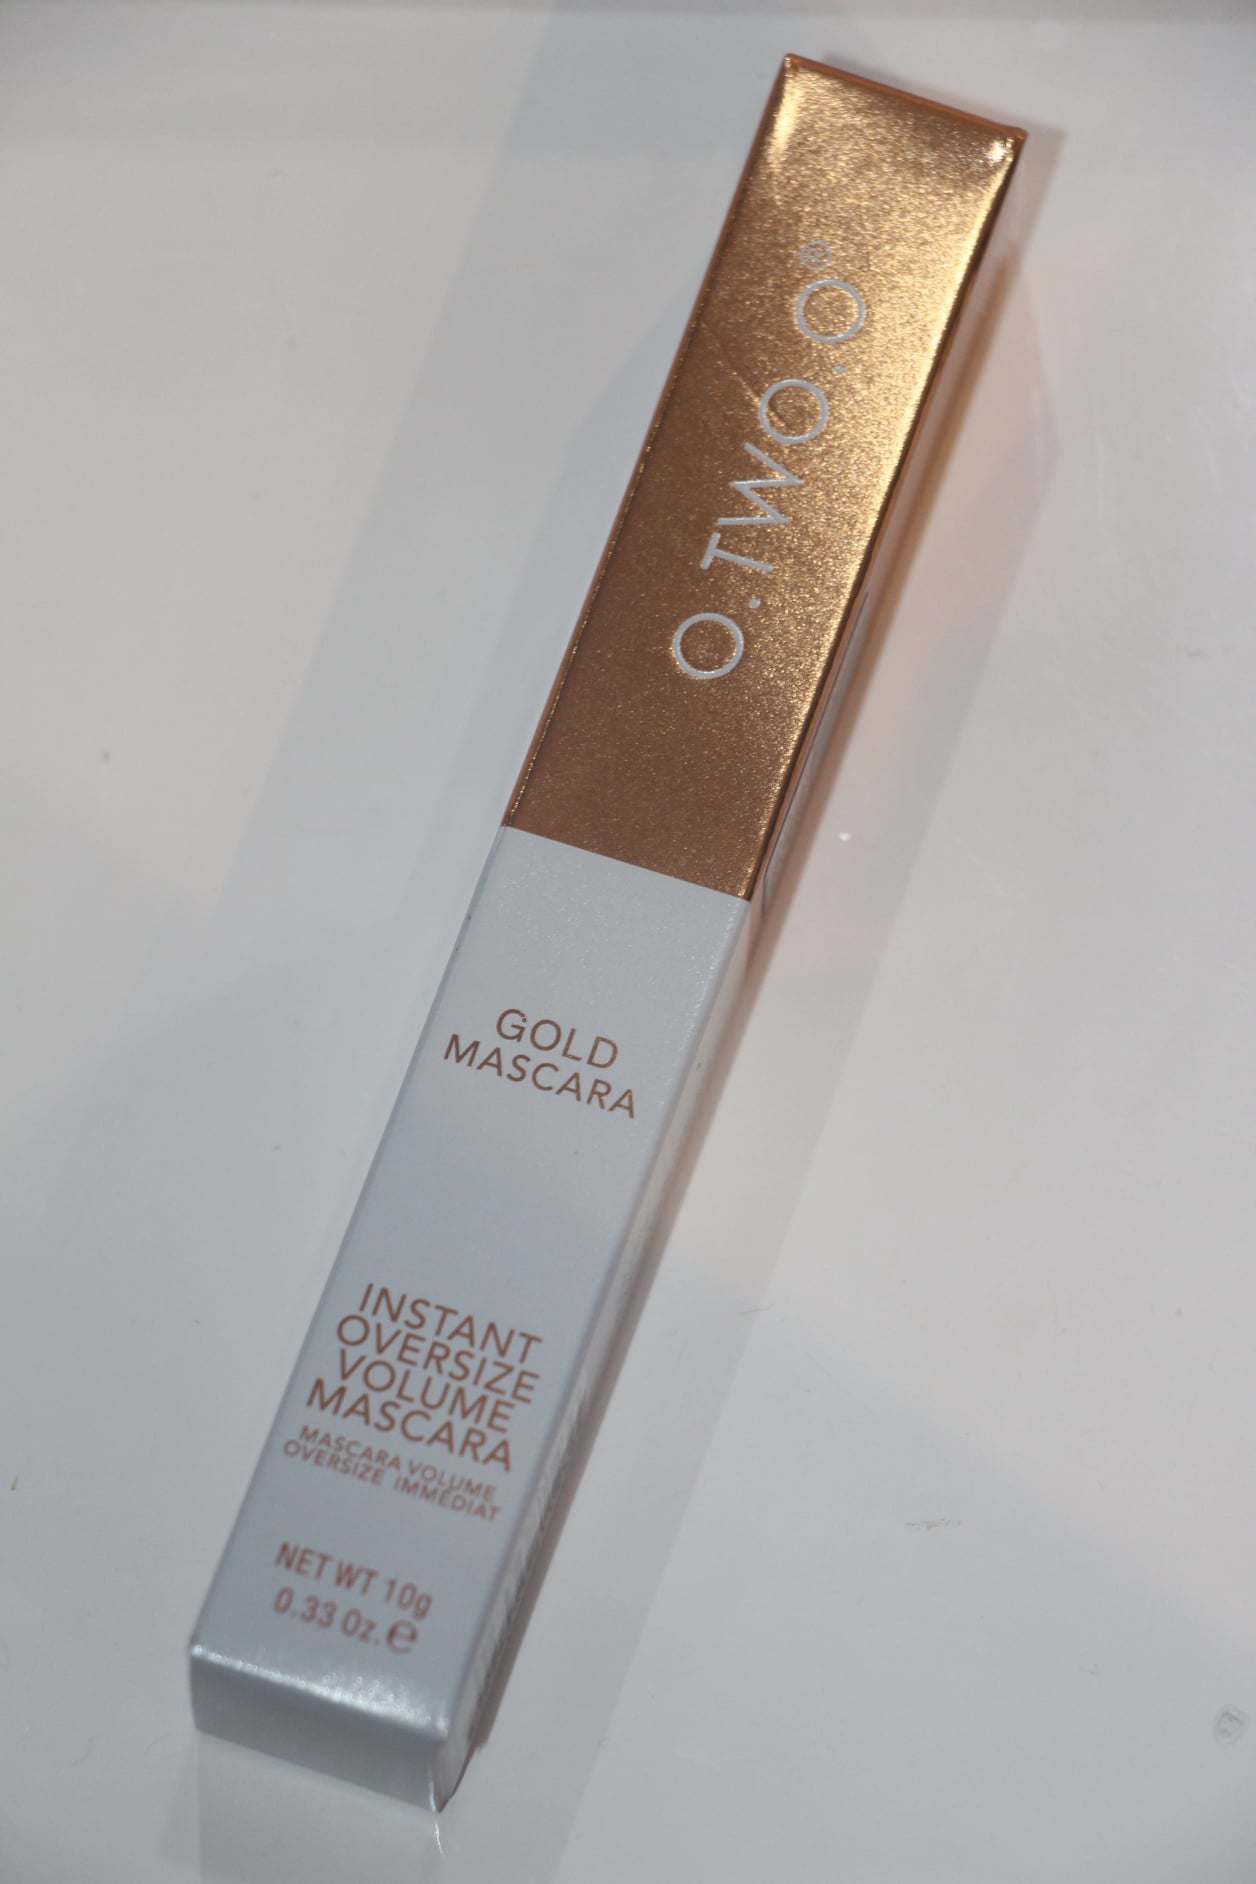 O.TWO.O®
GOLD
MASCARA
INSTANT
OVERSIZE
VOLUME
MASCARA
MASCARA VOLUME
OVERSIZE IMMÉDIAT
NET WT 10g
0.33 Oz. ℮